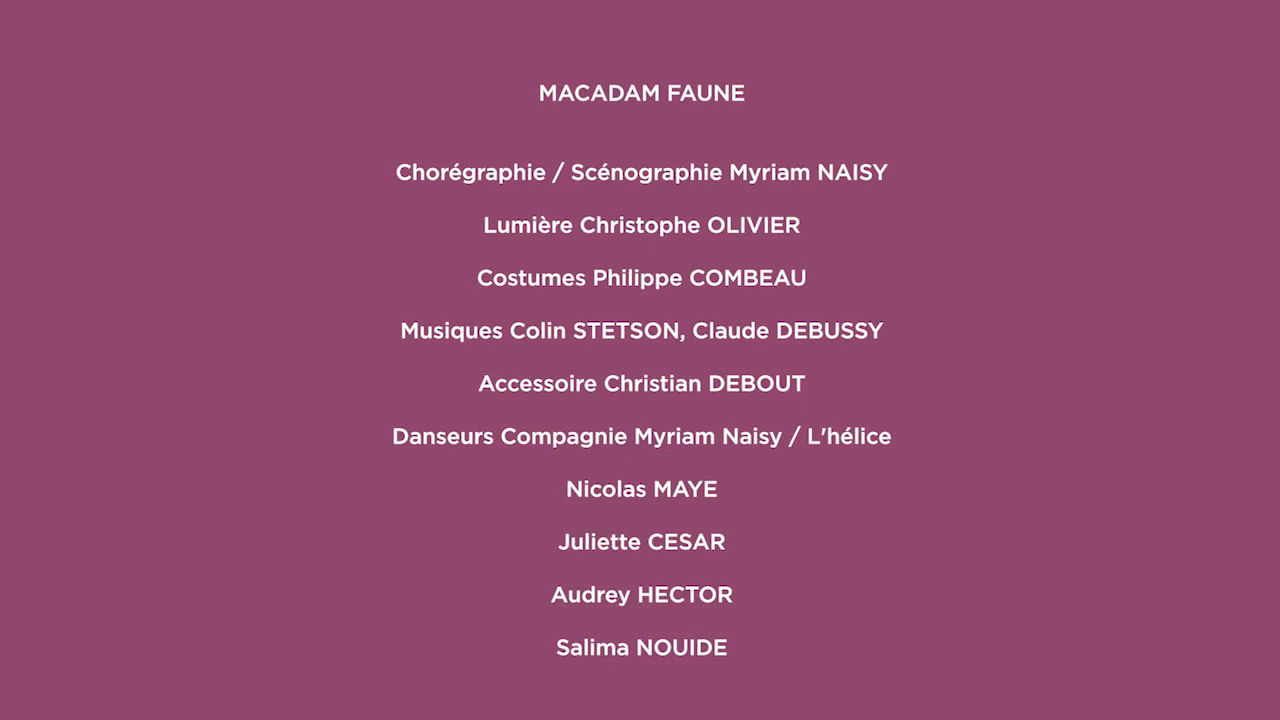 MACADAM FAUNE
Chorégraphie / Scénographie Myriam NAISY
Lumière Christophe OLIVIER
Costumes Philippe COMBEAU
Musiques Colin STETSON, Claude DEBUSSY
Accessoire Christian DEBOUT
Danseurs Compagnie Myriam Naisy / L'hélice
Nicolas MAYE
Juliette CESAR
Audrey HECTOR
Salima NOUIDE